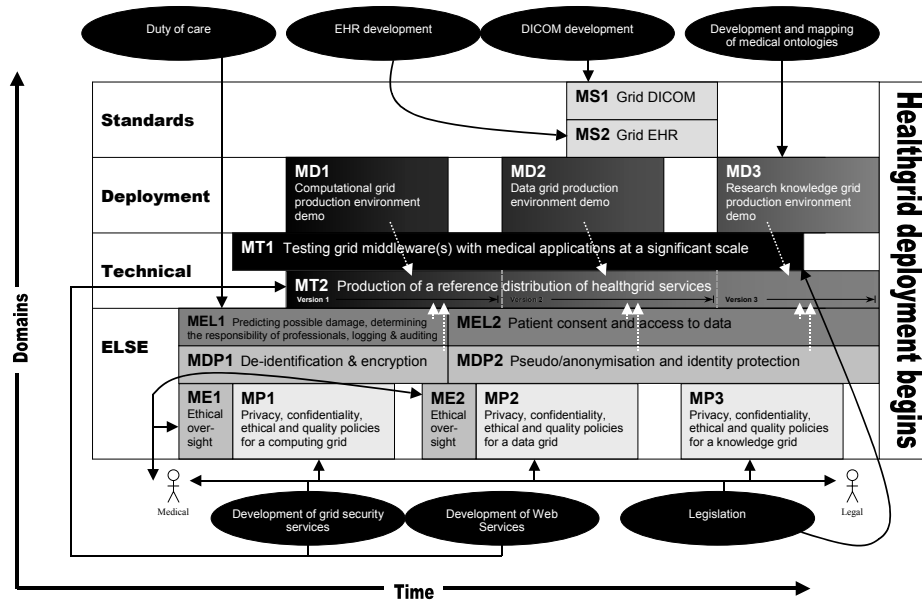 Duty of care
EHR development
DICOM development
Development and mapping
of medical ontologies
Domains
Standards
MS1 Grid DICOM
MS2 Grid EHR
Deployment
MD1
Computational grid
production environment
demo
MD2
Data grid production
environment demo
MD3
Research knowledge grid
production environment
demo
Technical
MT1 Testing grid middleware(s) with medical applications at a significant scale
MT2 Production of a reference distribution of healthgrid services
Version 1
Version 2
Version 3
ELSE
MEL1 Predicting possible damage, determining
the responsibility of professionals, logging & auditing
MEL2 Patient consent and access to data
MDP1 De-identification & encryption
MDP2 Pseudo/anonymisation and identity protection
ME1
Ethical
over-
sight
MP1
Privacy, confidentiality,
ethical and quality policies
for a computing grid
ME2
Ethical
over-
sight
MP2
Privacy, confidentiality,
ethical and quality policies
for a data grid
MP3
Privacy, confidentiality,
ethical and quality policies
for a knowledge grid
Healthgrid deployment begins
Medical
Legal
Development of grid security
services
Development of Web
Services
Legislation
Time